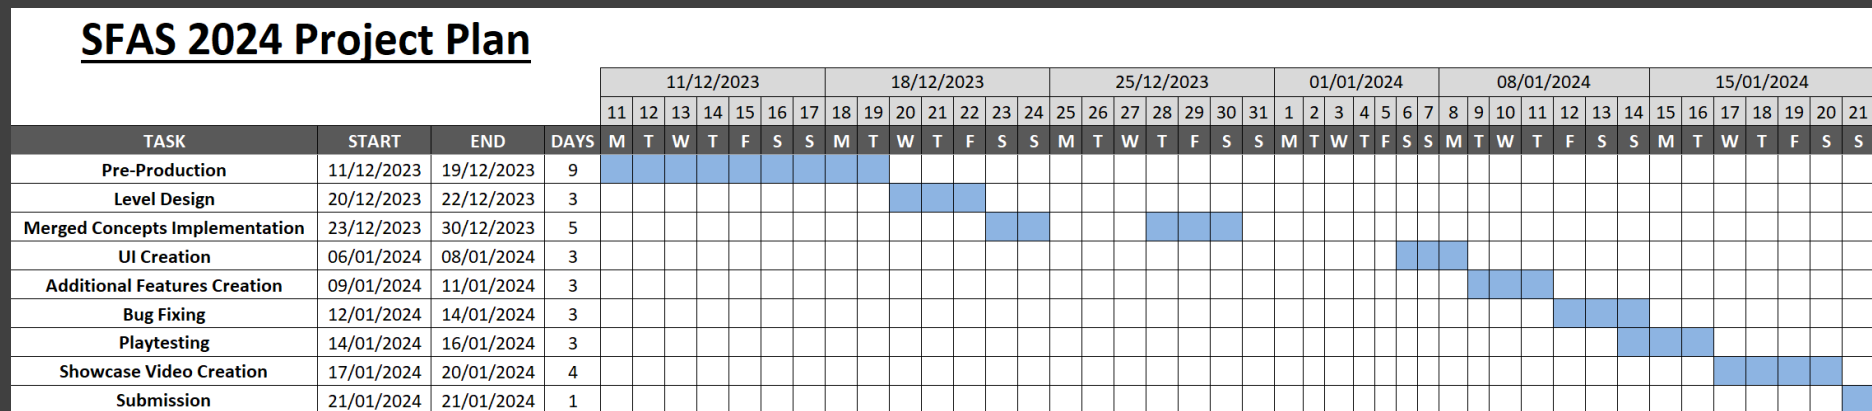 SFAS 2024 Project Plan
11/12/2023 18/12/2023 25/12/2023 01/01/2024 08/01/2024 15/01/2024
11 12 13 14 15 16 17 18 19 20 21 22 23 24 25 26 27 28 29 30 31 1 2 3 4 5 6 7 8 9 10 11 12 13 14 15 16 17 18 19 20 21
TASK START END DAYS M T W T F S S M T W T F S S M T W T F S S M T W T F S S M T W T F S S M T W T F S S
Pre-Production 11/12/2023 19/12/2023 9
Level Design 20/12/2023 22/12/2023 3
Merged Concepts Implementation 23/12/2023 30/12/2023 5
UI Creation 06/01/2024 08/01/2024 3
Additional Features Creation 09/01/2024 11/01/2024 3
Bug Fixing 12/01/2024 14/01/2024 3
Playtesting 14/01/2024 16/01/2024 3
Showcase Video Creation 17/01/2024 20/01/2024 4
Submission 21/01/2024 21/01/2024 1